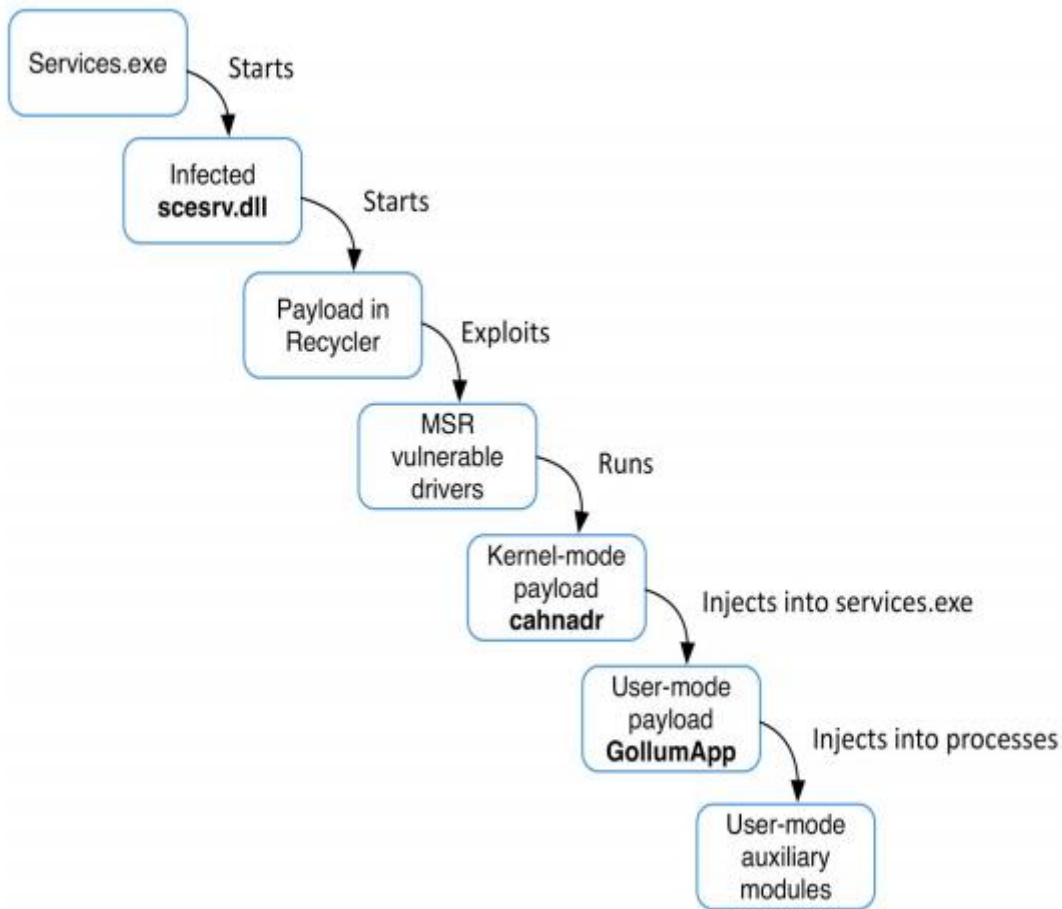 Services.exe
Starts
Infected
scesrv.dll
Starts
Payload in
Recycler
Exploits
MSR
vulnerable
drivers
Runs
Kernel-mode
payload
cahnadr
Injects into services.exe
User-mode
payload
GollumApp
Injects into processes
User-mode
auxiliary
modules